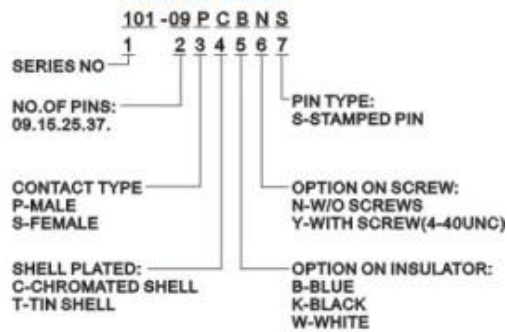 101 -09 P C B N S
1 2 3 4 5 6 7
SERIES NO
NO.OF PINS:
09.15.25.37.
PIN TYPE:
S-STAMPED PIN
CONTACT TYPE
P-MALE
S-FEMALE
OPTION ON SCREW:
N-W/O SCREWS
Y-WITH SCREW(4-40UNC)
SHELL PLATED:
C-CHROMATED SHELL
T-TIN SHELL
OPTION ON INSULATOR:
B-BLUE
K-BLACK
W-WHITE